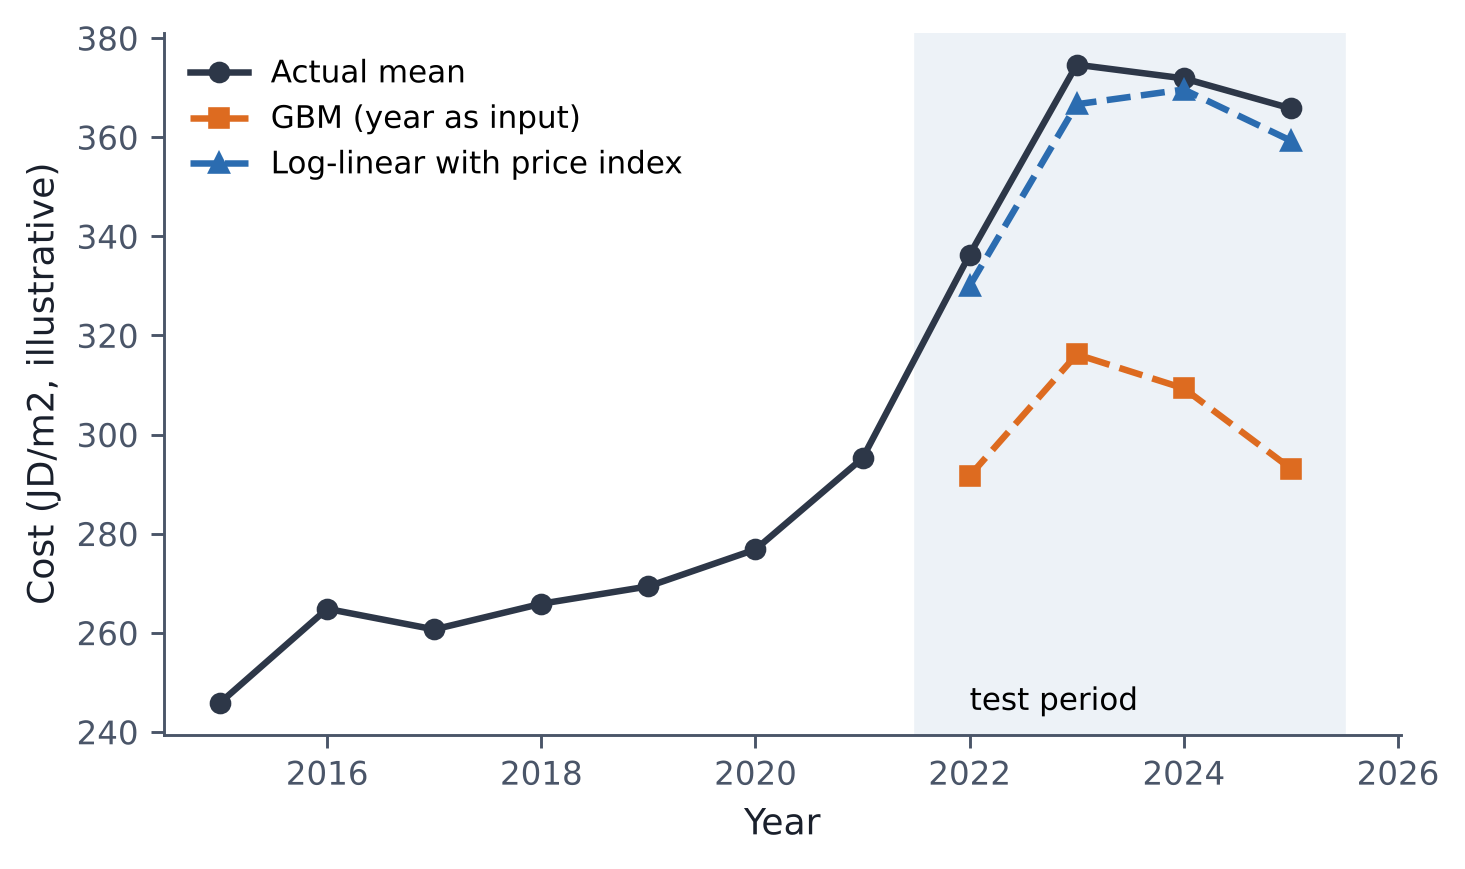 380
360
340
320
300
280
260
240
Cost (JD/m2, illustrative)
Actual mean
GBM (year as input)
Log-linear with price index
test period
2016
2018
2020
2022
2024
2026
Year